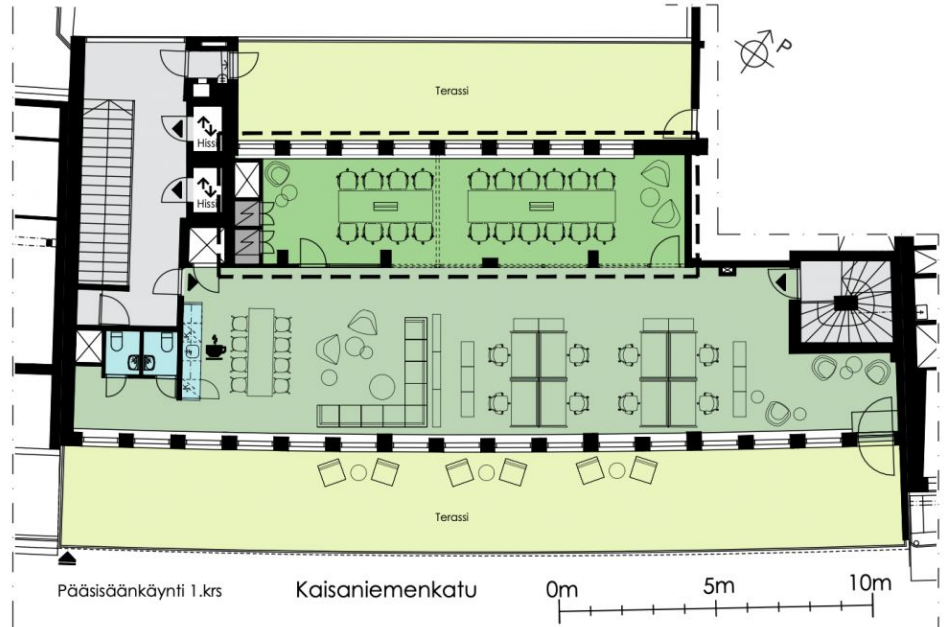 P
Terassi
Hissi
Hissi
Terassi
Pääsisäänkäynti 1.krs
Kaisaniemenkatu
0m
5m
10m